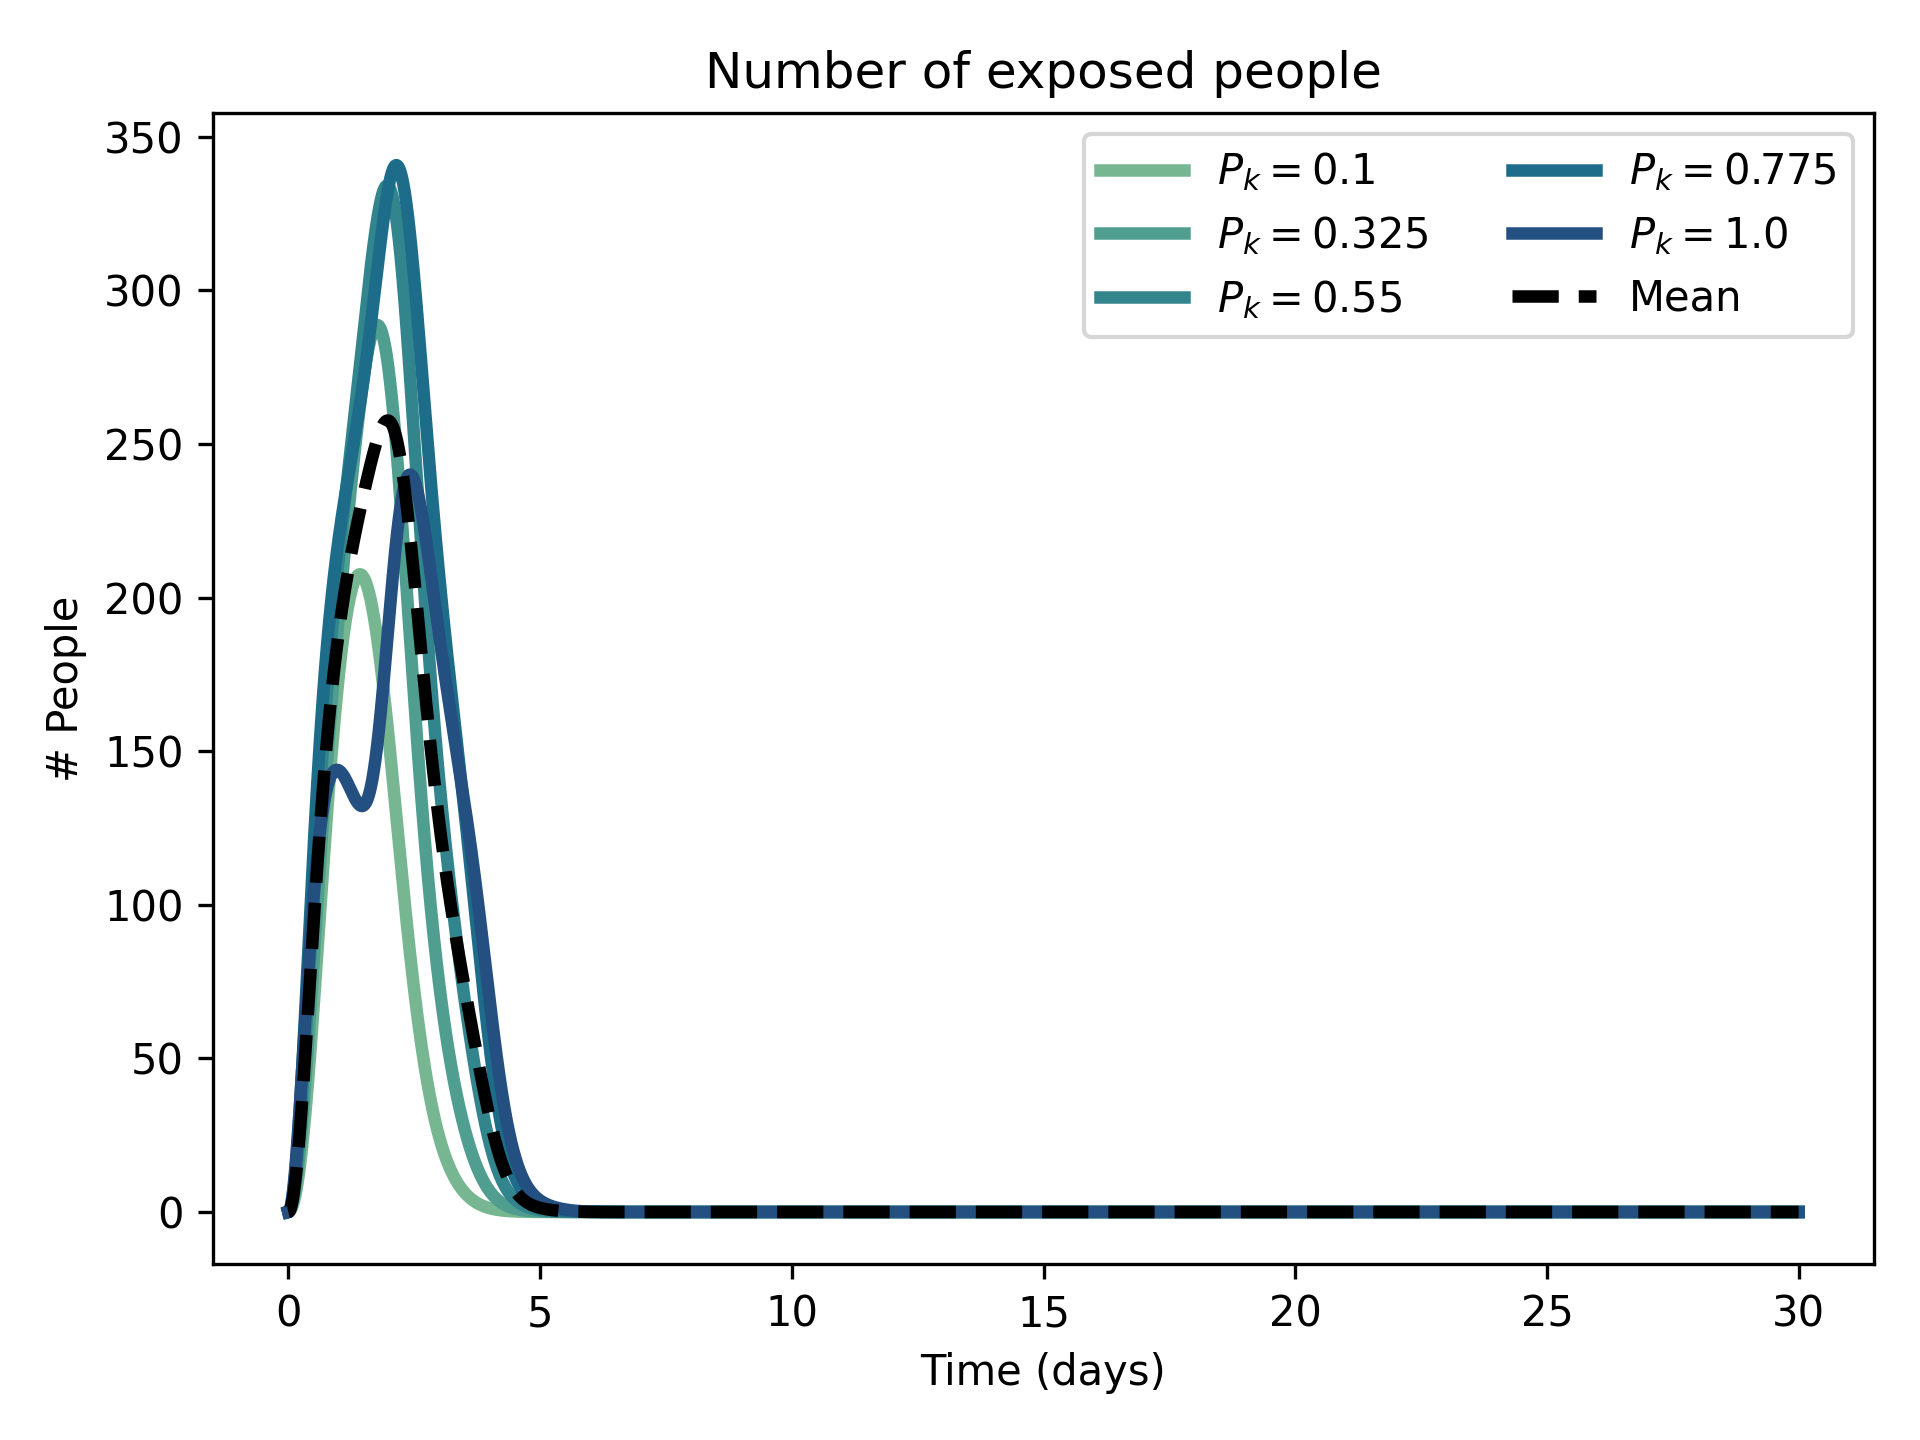 Number of exposed people
350
300
250
200
150
100
50
0
# People
P_k = 0.1
P_k = 0.325
P_k = 0.55
P_k = 0.775
P_k = 1.0
Mean
0 5 10 15 20 25 30
Time (days)